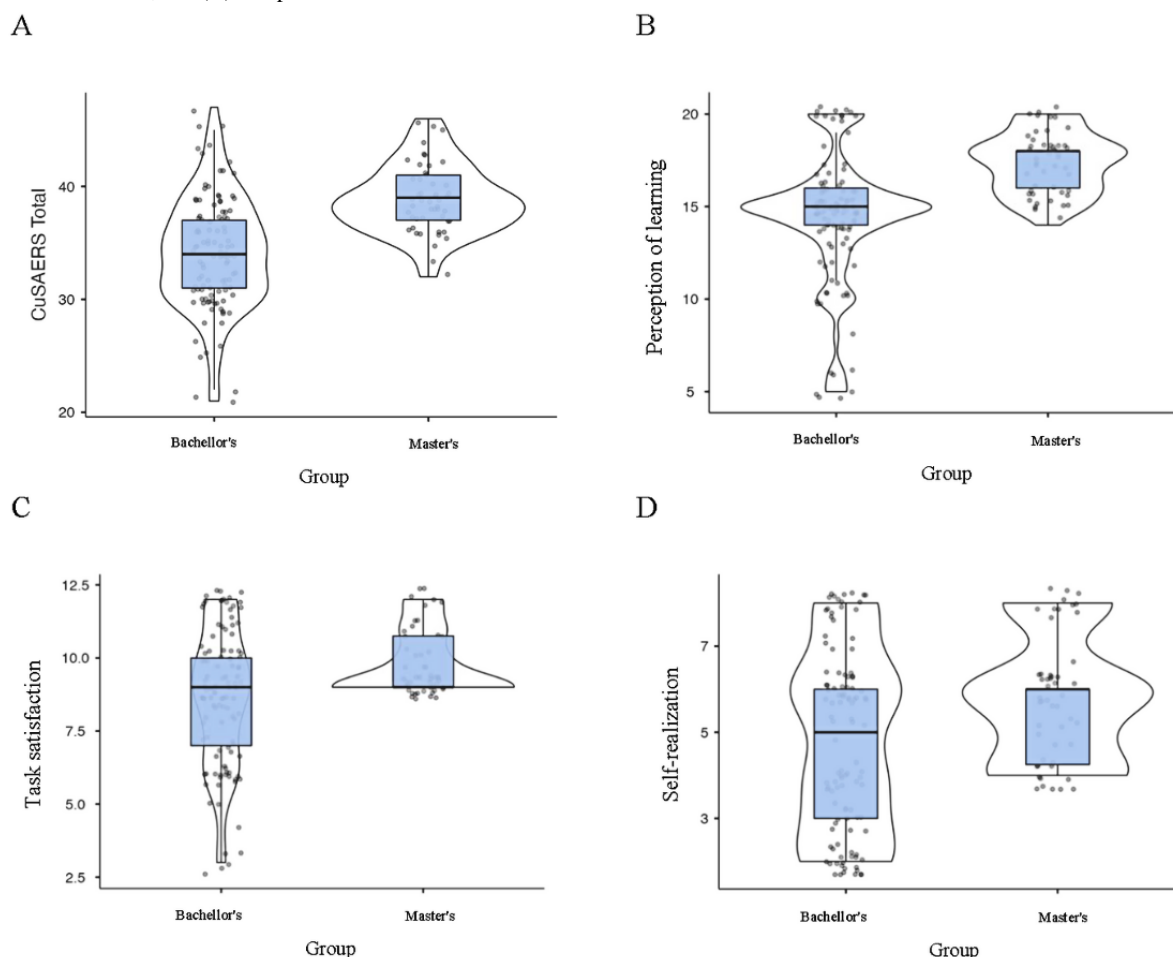 A
CuSAERS Total
40
30
20
Bachellor's Master's
Group
B
Perception of learning
20
15
10
5
Bachellor's Master's
Group
C
Task satisfaction
12.5
10.0
7.5
5.0
2.5
Bachellor's Master's
Group
D
Self-realization
7
5
3
Bachellor's Master's
Group